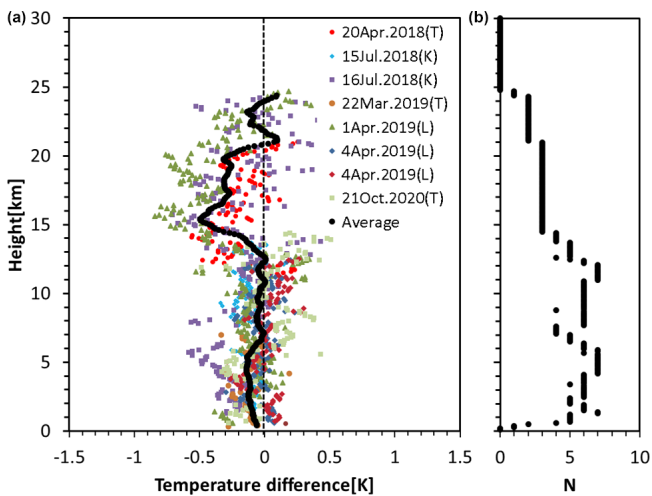 (a)
30
25
20
15
10
5
0
Height[km]
-1.5
-1
-0.5
0
0.5
1
1.5
Temperature difference[K]
20Apr.2018(T)
15Jul.2018(K)
16Jul.2018(K)
22Mar.2019(T)
1Apr.2019(L)
4Apr.2019(L)
4Apr.2019(L)
21Oct.2020(T)
Average
(b)
0
5
10
N